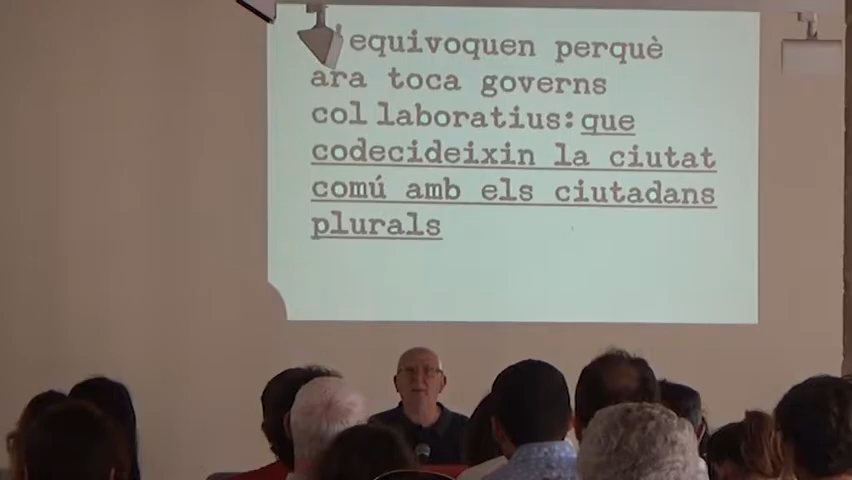 equivoquen perquè
ara toca governs
col laboratius: que
codecideixin la ciutat
comú amb els ciutadans
plurals